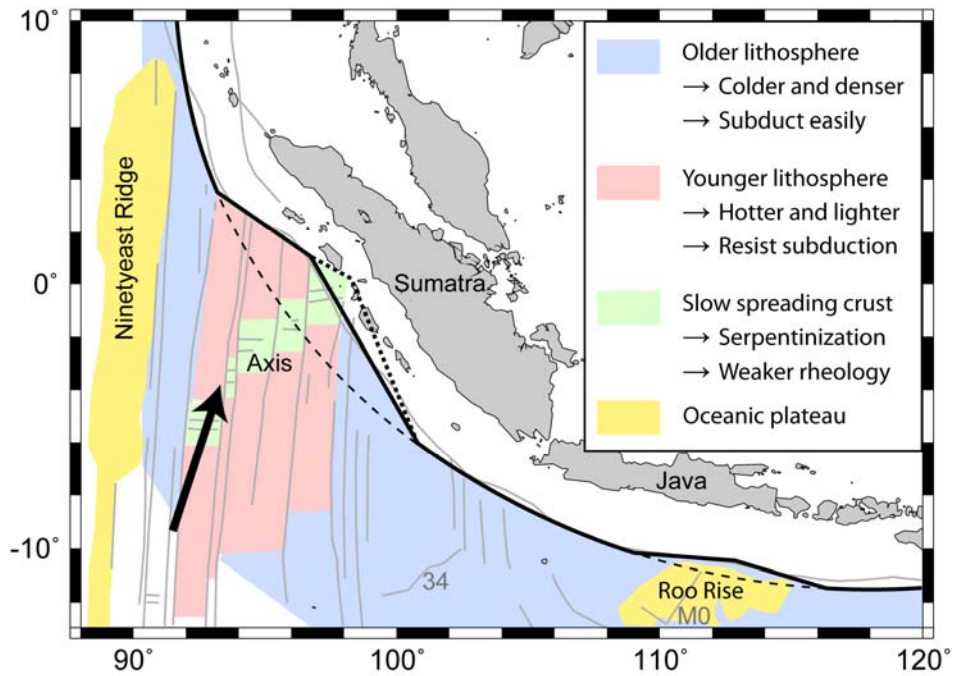 10˚
0˚
-10˚
90˚
100˚
110˚
120˚
Ninetyeast Ridge
Axis
Sumatra
Java
34
Roo Rise
M0
Older lithosphere
→ Colder and denser
→ Subduct easily
Younger lithosphere
→ Hotter and lighter
→ Resist subduction
Slow spreading crust
→ Serpentinization
→ Weaker rheology
Oceanic plateau